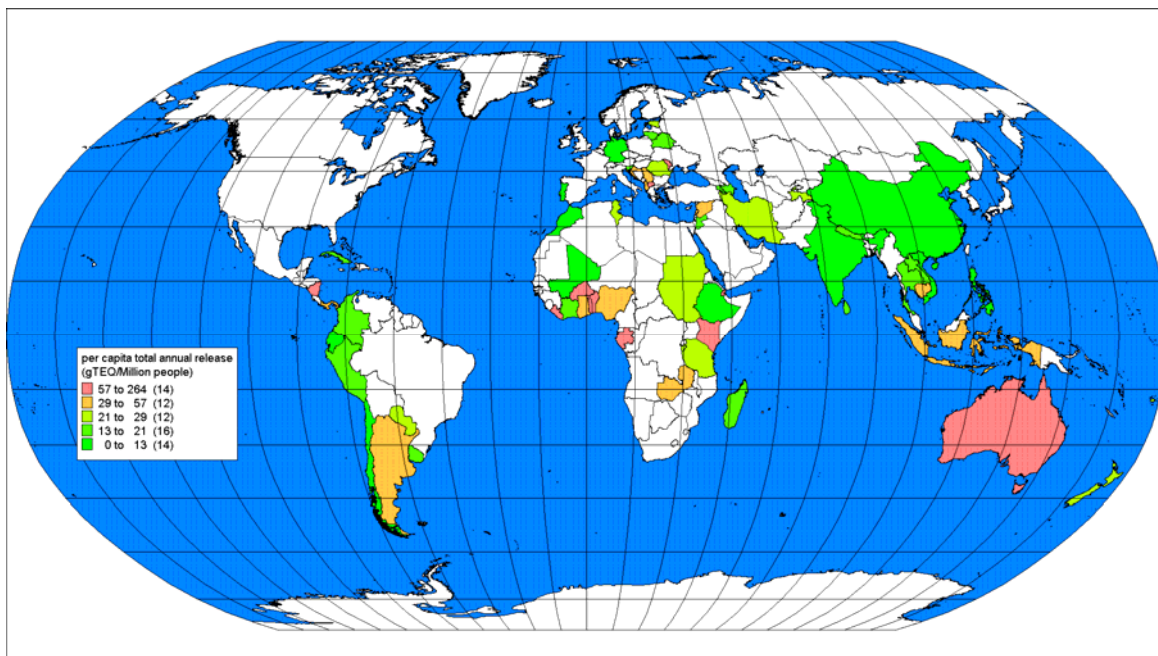 per capita total annual release
(gTEQ/Million people)
57 to 264 (14)
29 to 57 (12)
21 to 29 (12)
13 to 21 (16)
0 to 13 (14)